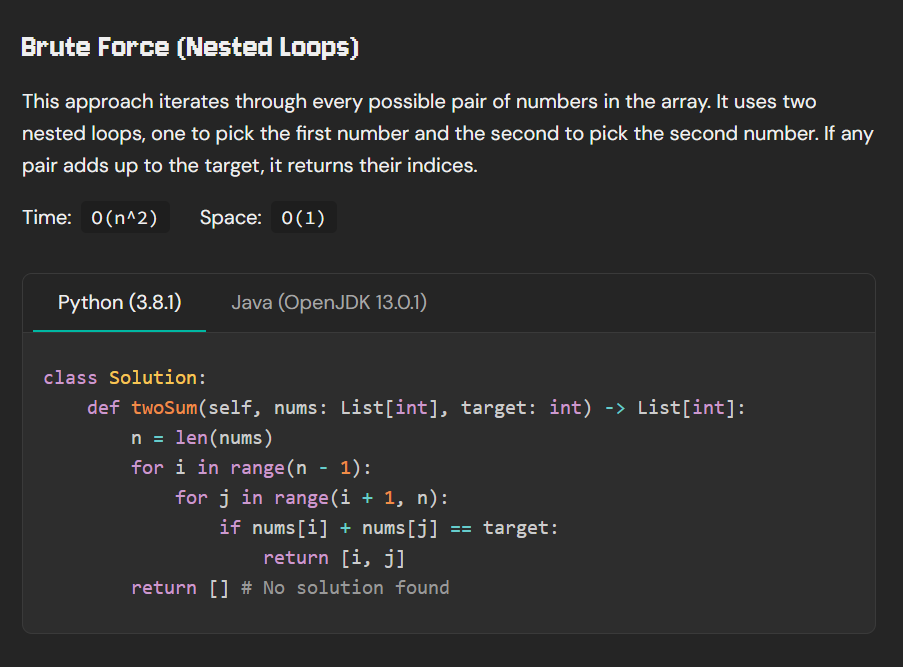 Brute Force (Nested Loops)
This approach iterates through every possible pair of numbers in the array. It uses two
nested loops, one to pick the first number and the second to pick the second number. If any
pair adds up to the target, it returns their indices.
Time: O(n^2) Space: O(1)
Python (3.8.1) Java (OpenJDK 13.0.1)
class Solution:
    def twoSum(self, nums: List[int], target: int) -> List[int]:
        n = len(nums)
        for i in range(n - 1):
            for j in range(i + 1, n):
                if nums[i] + nums[j] == target:
                    return [i, j]
        return [] # No solution found